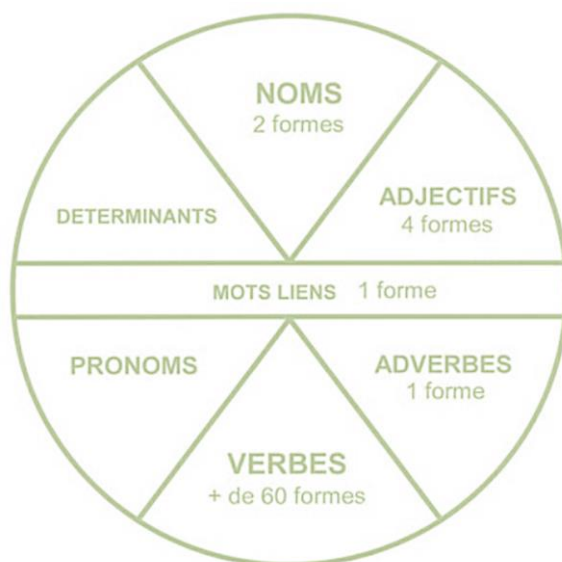 NOMS
2 formes
DETERMINANTS
ADJECTIFS
4 formes
MOTS LIENS 1 forme
PRONOMS
ADVERBES
1 forme
VERBES
+ de 60 formes